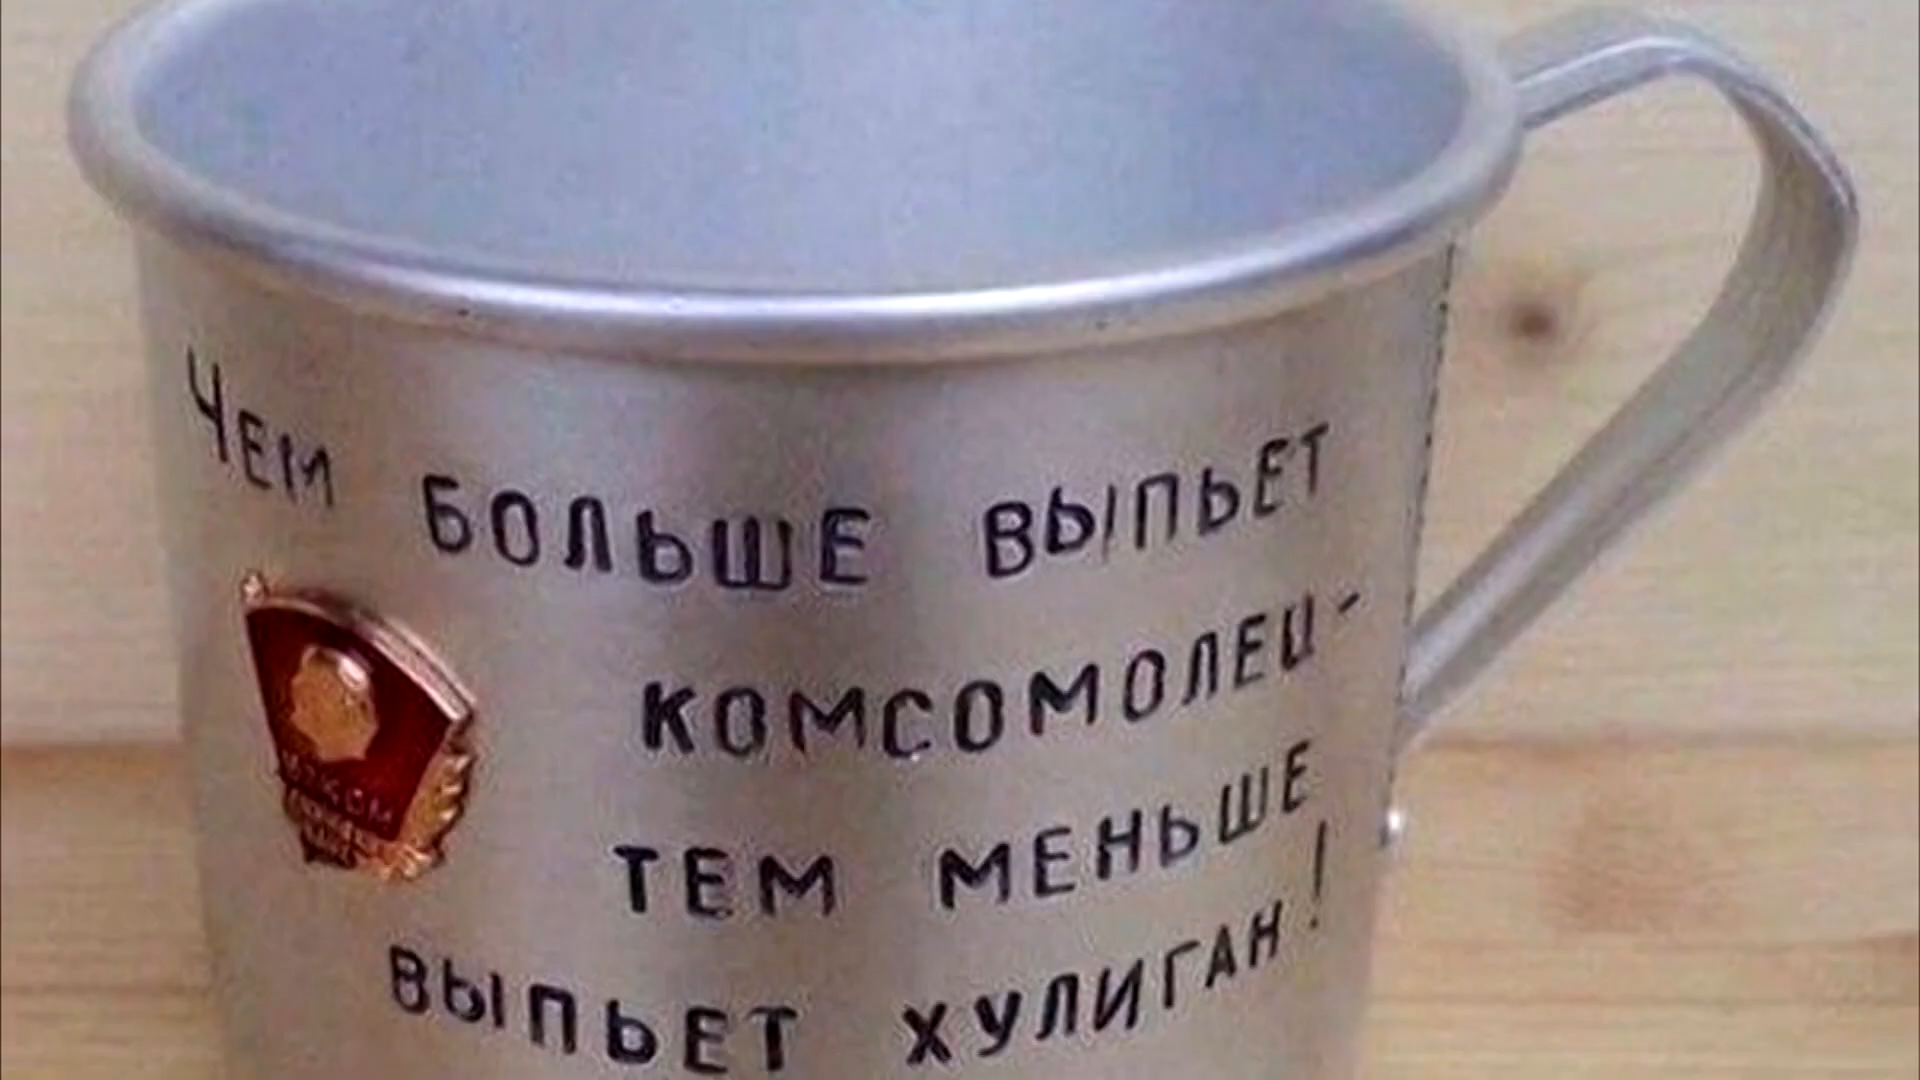 Чем больше выпьет
комсомолец-
тем меньше
выпьет хулиган!